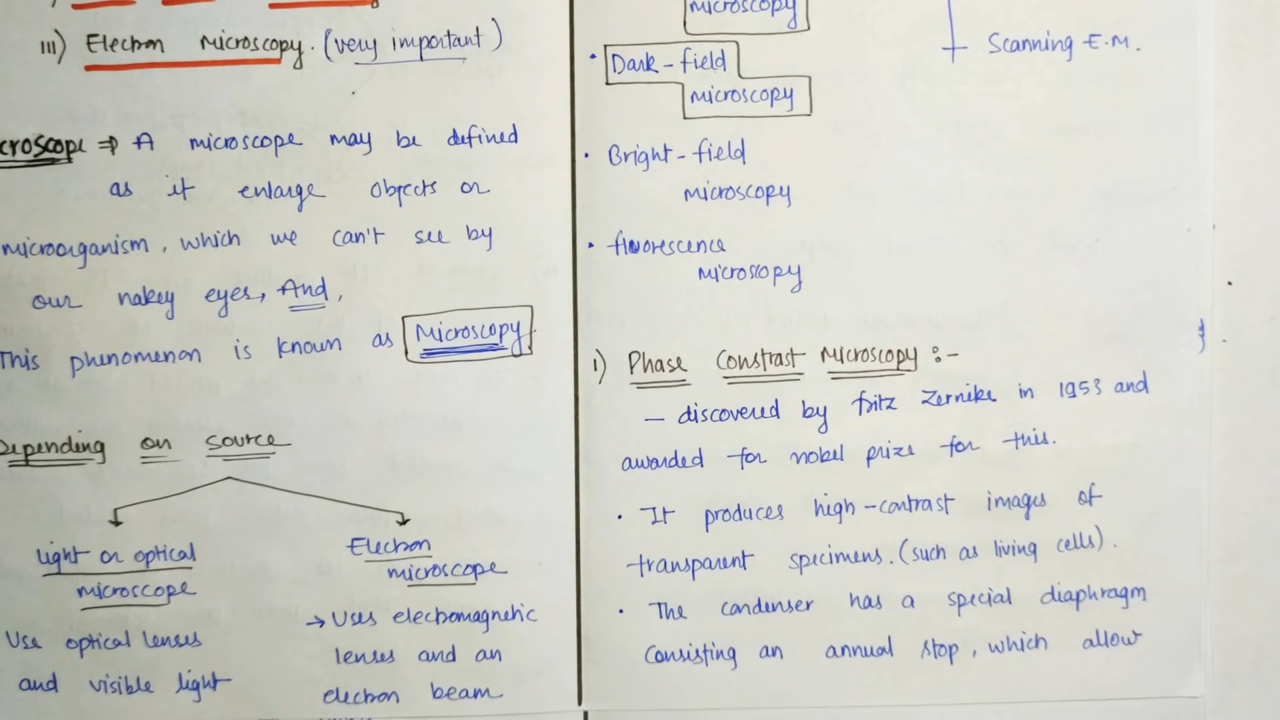 III) Electron Microscopy. (very important)
croscope ⇒ A microscope may be defined
as it enlarge objects or
microorganism, which we can't see by
our nakey eyes, And,
This phenomenon is known as Microscopy
Depending on source
light or optical
microscope
Use optical lenses
and visible light
Electron
microscope
→ Uses electromagnetic
lenses and an
electron beam
microscopy
• Dark-field
microscopy
• Bright-field
microscopy
• fluorescence
microscopy
Scanning E.M.
1) Phase Constrast Microscopy :-
— discovered by fritz Zernike in 1953 and
awarded for nobel prize for this.
• It produces high-contrast images of
transparent specimens. (such as living cells).
• The condenser has a special diaphragm
Consisting an annual stop, which allow